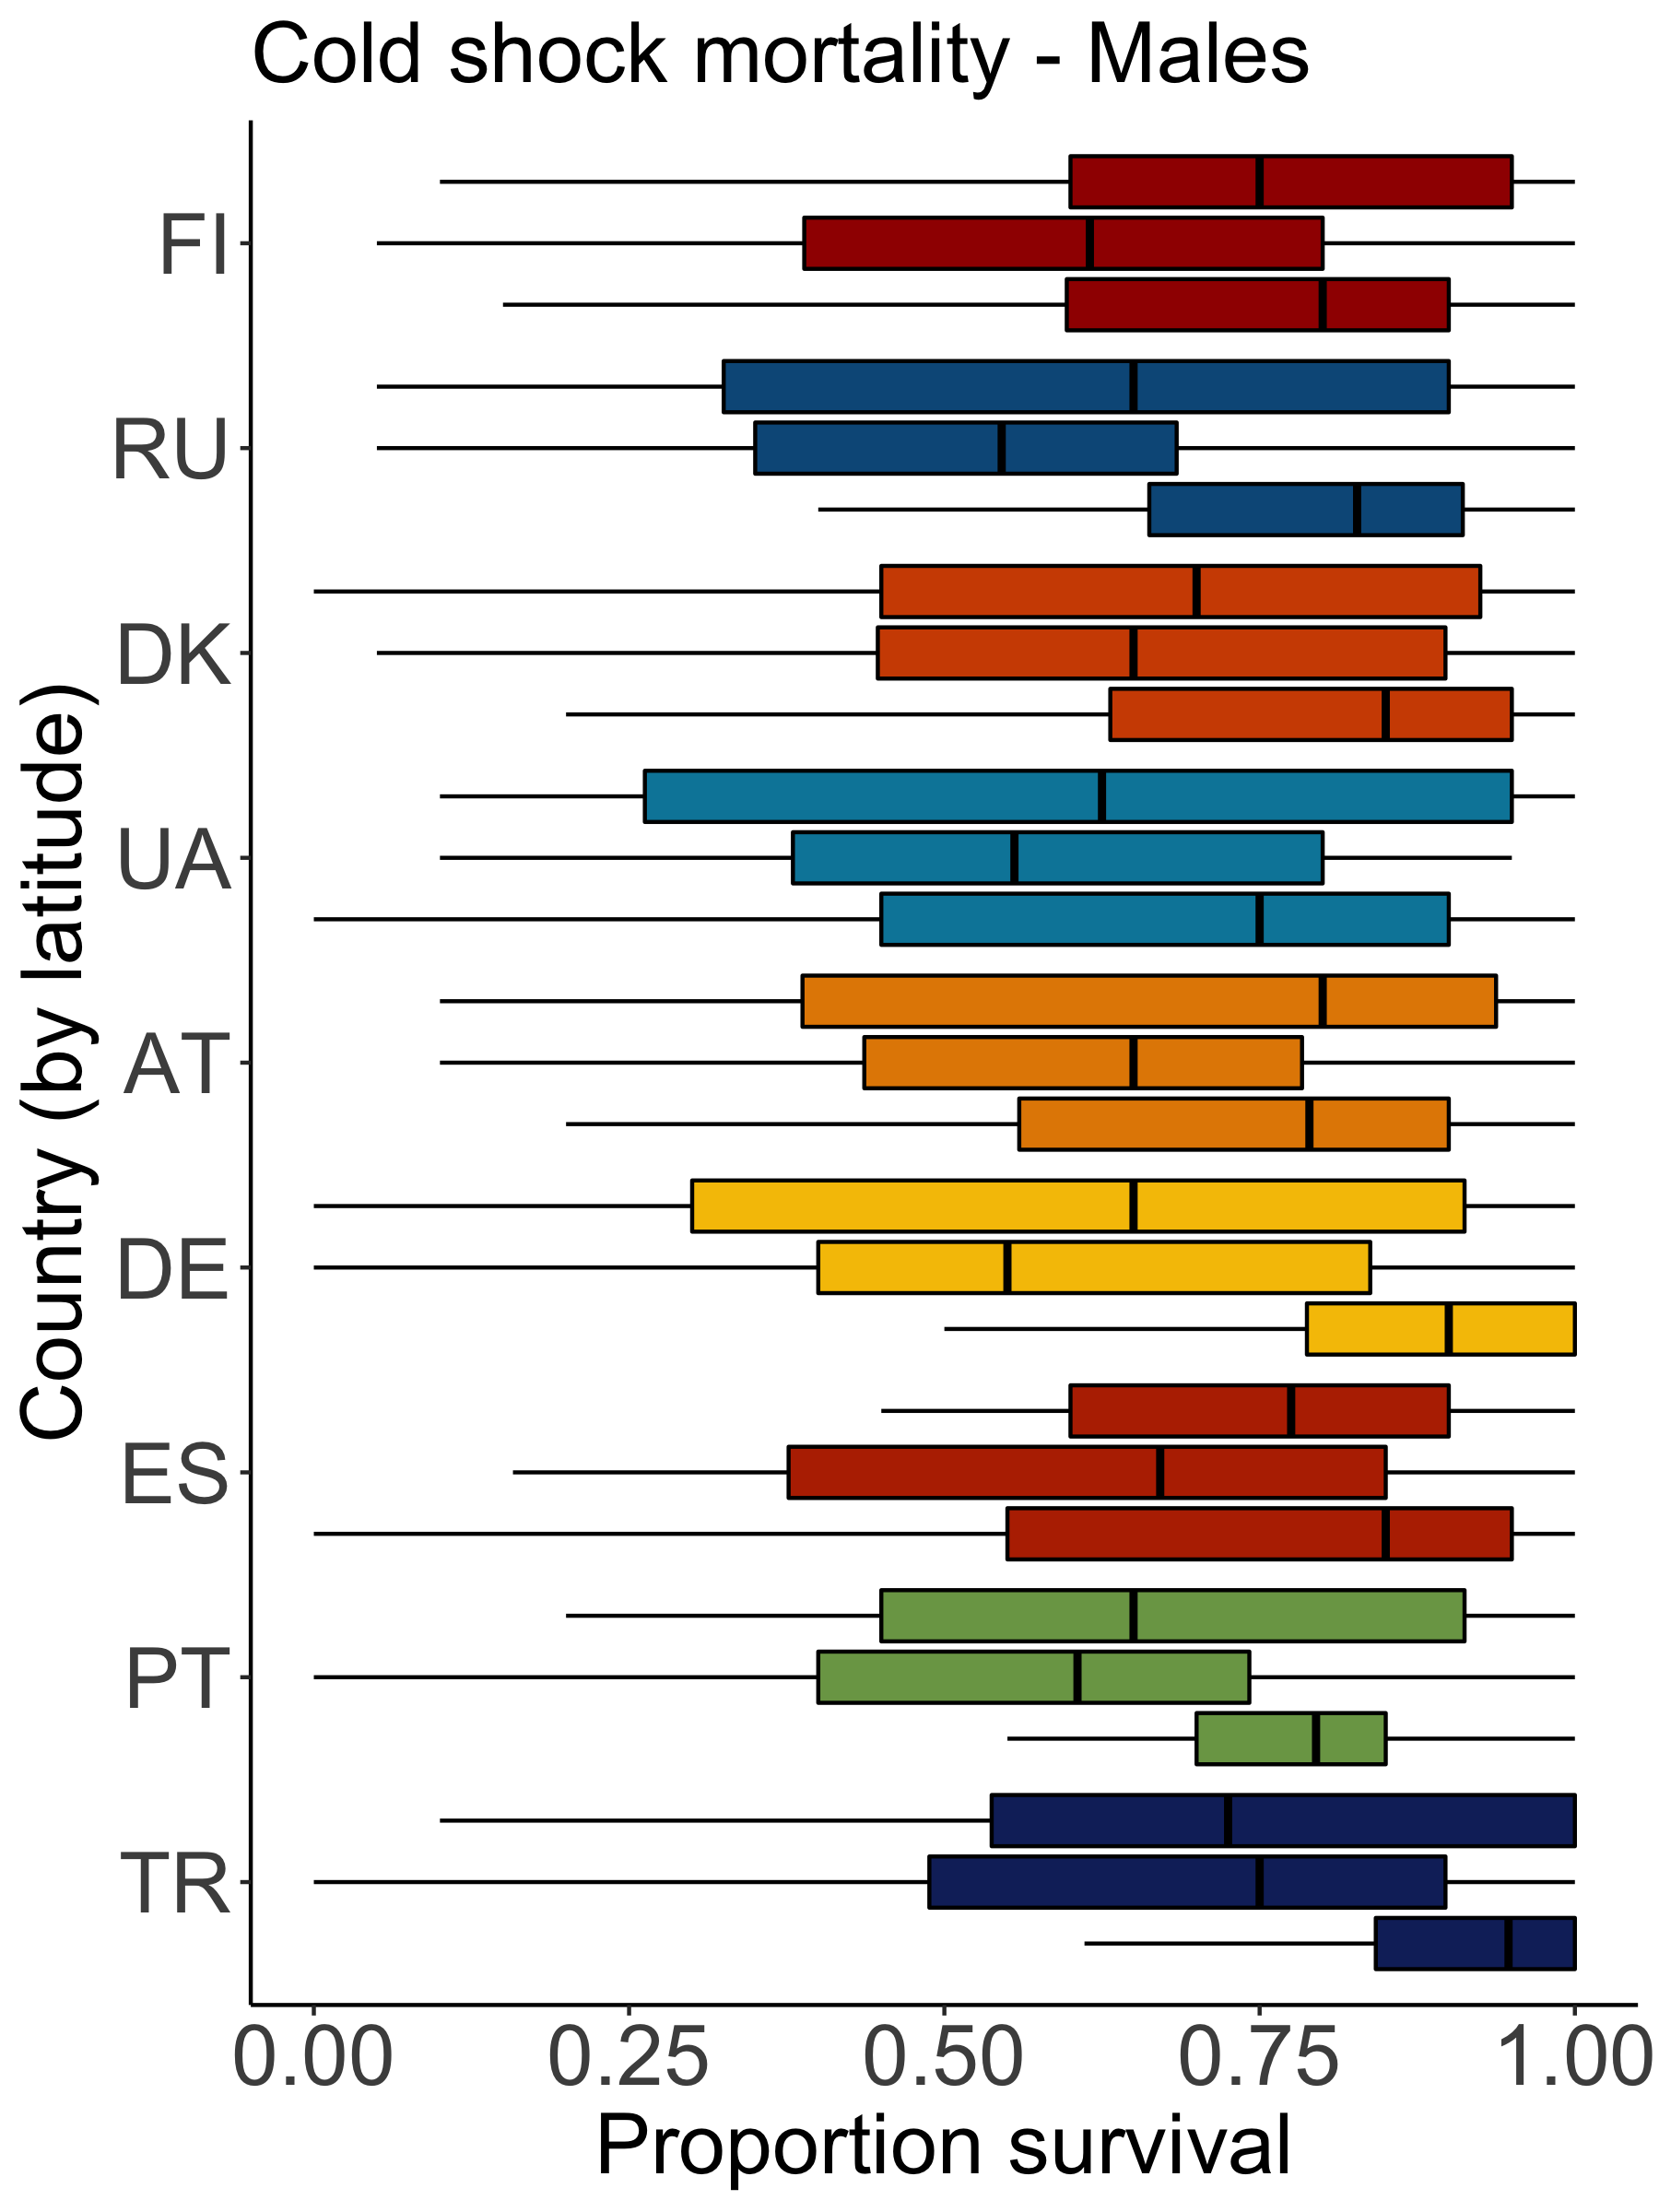 Cold shock mortality - Males
Country (by latitude)
FI
RU
DK
UA
AT
DE
ES
PT
TR
0.00 0.25 0.50 0.75 1.00
Proportion survival